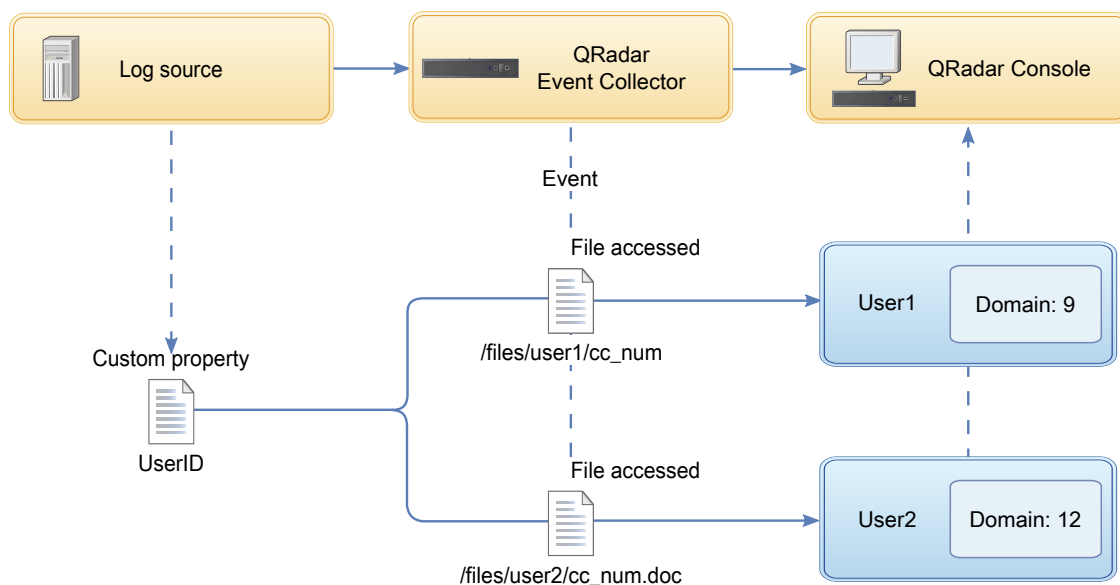 Log source
QRadar
Event Collector
QRadar Console
Event
File accessed
User1
Domain: 9
/files/user1/cc_num
Custom property
UserID
File accessed
User2
Domain: 12
/files/user2/cc_num.doc